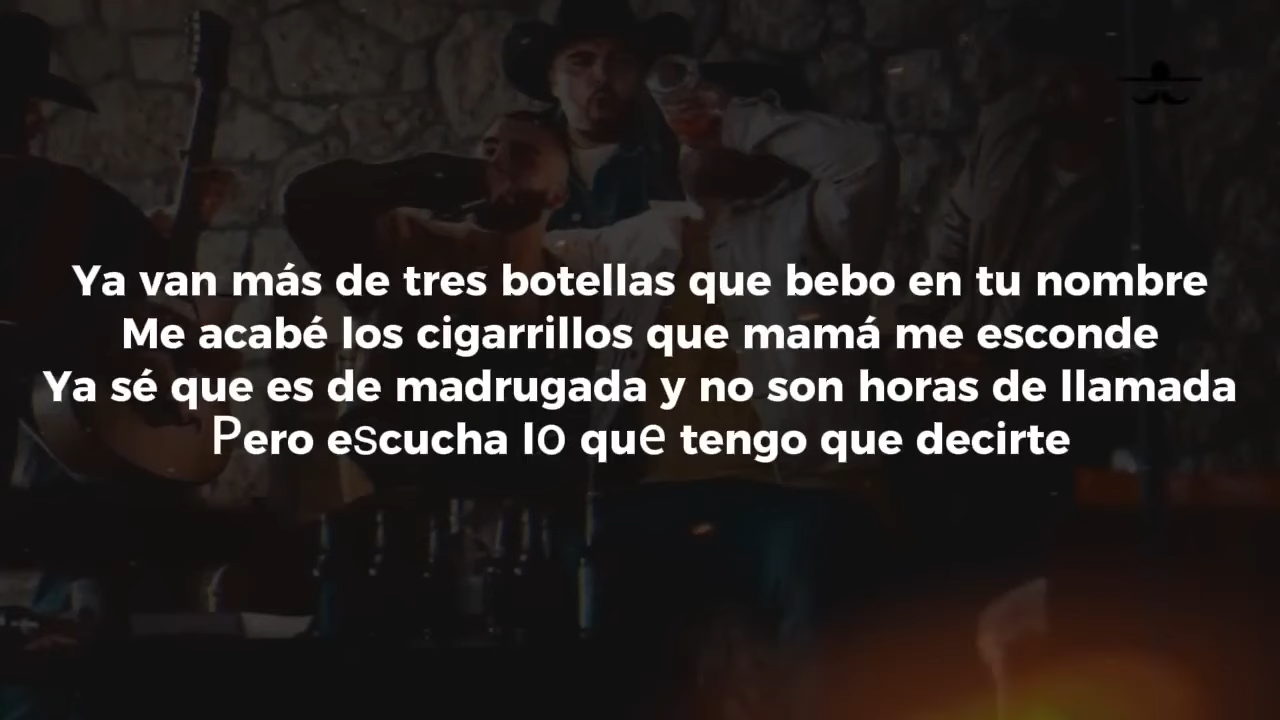 Ya van más de tres botellas que bebo en tu nombre
Me acabé los cigarrillos que mamá me esconde
Ya sé que es de madrugada y no son horas de llamada
Pero escucha lo que tengo que decirte